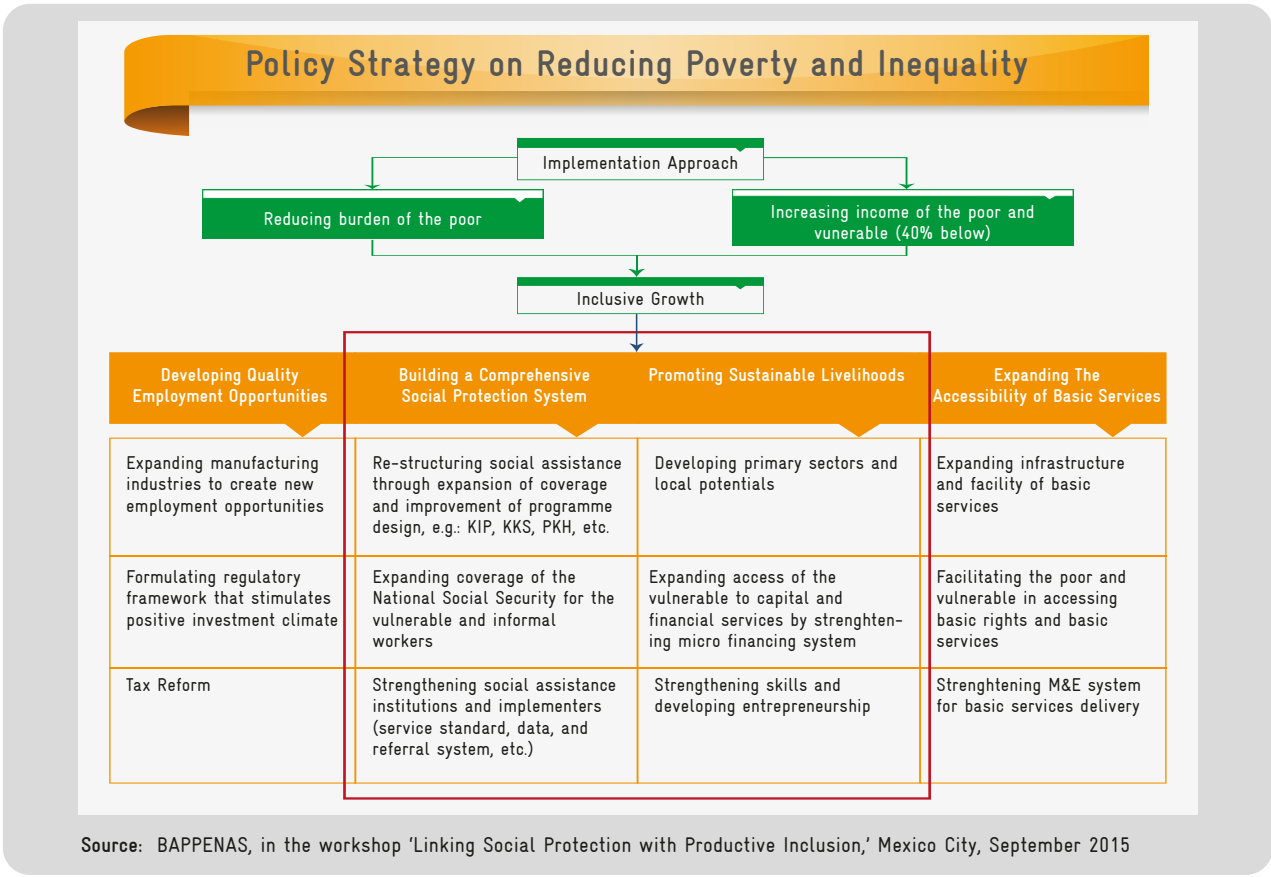 Policy Strategy on Reducing Poverty and Inequality
Implementation Approach
Reducing burden of the poor
Increasing income of the poor and
vunerable (40% below)
Inclusive Growth
Developing Quality
Employment Opportunities
Building a Comprehensive
Social Protection System
Promoting Sustainable Livelihoods
Expanding The
Accessibility of Basic Services
Expanding manufacturing
industries to create new
employment opportunities
Re-structuring social assistance
through expansion of coverage
and improvement of programme
design, e.g.: KIP, KKS, PKH, etc.
Developing primary sectors and
local potentials
Expanding infrastructure
and facility of basic
services
Formulating regulatory
framework that stimulates
positive investment climate
Expanding coverage of the
National Social Security for the
vulnerable and informal
workers
Expanding access of the
vulnerable to capital and
financial services by strenghten-
ing micro financing system
Facilitating the poor and
vulnerable in accessing
basic rights and basic
services
Tax Reform
Strengthening social assistance
institutions and implementers
(service standard, data, and
referral system, etc.)
Strengthening skills and
developing entrepreneurship
Strenghtening M&E system
for basic services delivery
Source: BAPPENAS, in the workshop ‘Linking Social Protection with Productive Inclusion,’ Mexico City, September 2015